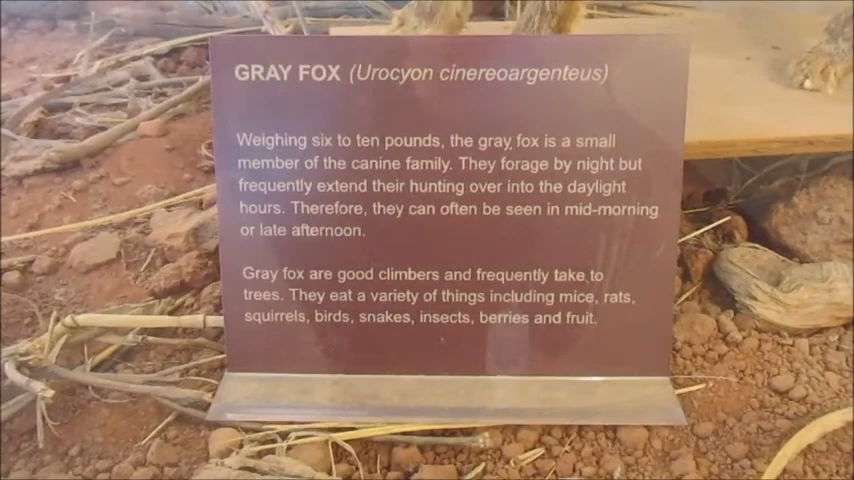 GRAY FOX (Urocyon cinereoargenteus)
Weighing six to ten pounds, the gray fox is a small
member of the canine family. They forage by night but
frequently extend their hunting over into the daylight
hours. Therefore, they can often be seen in mid-morning
or late afternoon.
Gray fox are good climbers and frequently take to
trees. They eat a variety of things including mice, rats,
squirrels, birds, snakes, insects, berries and fruit.